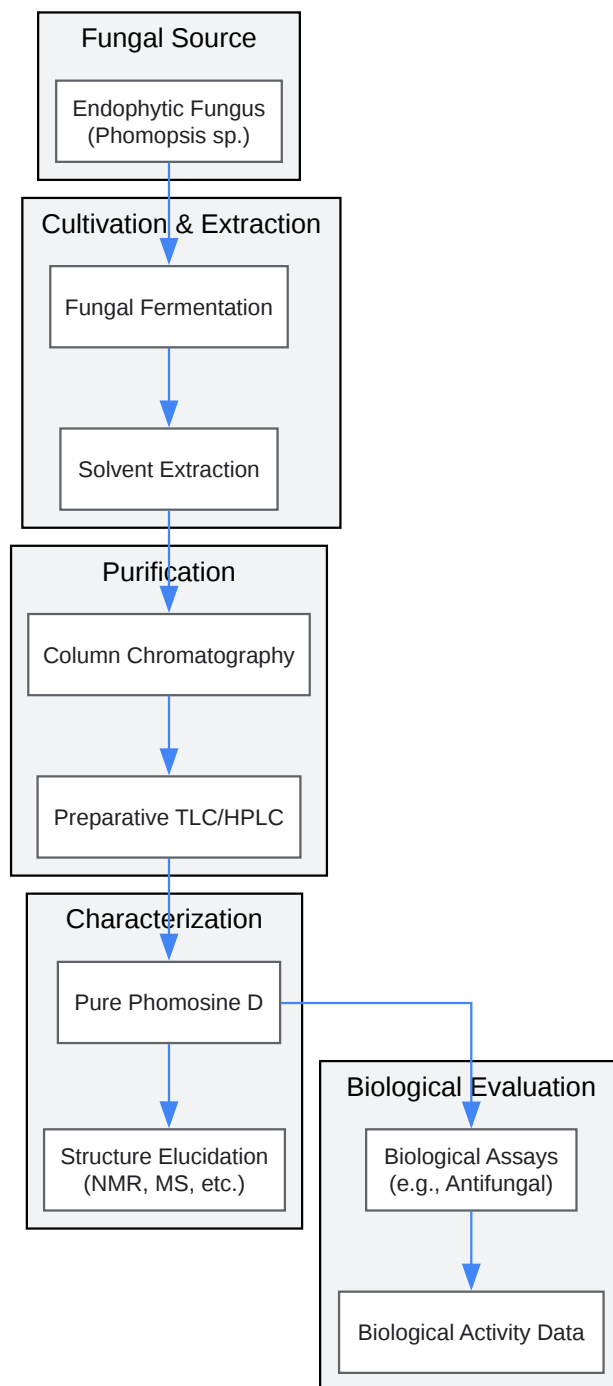 Fungal Source
Endophytic Fungus
(Phomopsis sp.)
Cultivation & Extraction
Fungal Fermentation
Solvent Extraction
Purification
Column Chromatography
Preparative TLC/HPLC
Characterization
Pure Phomosine D
Structure Elucidation
(NMR, MS, etc.)
Biological Evaluation
Biological Assays
(e.g., Antifungal)
Biological Activity Data